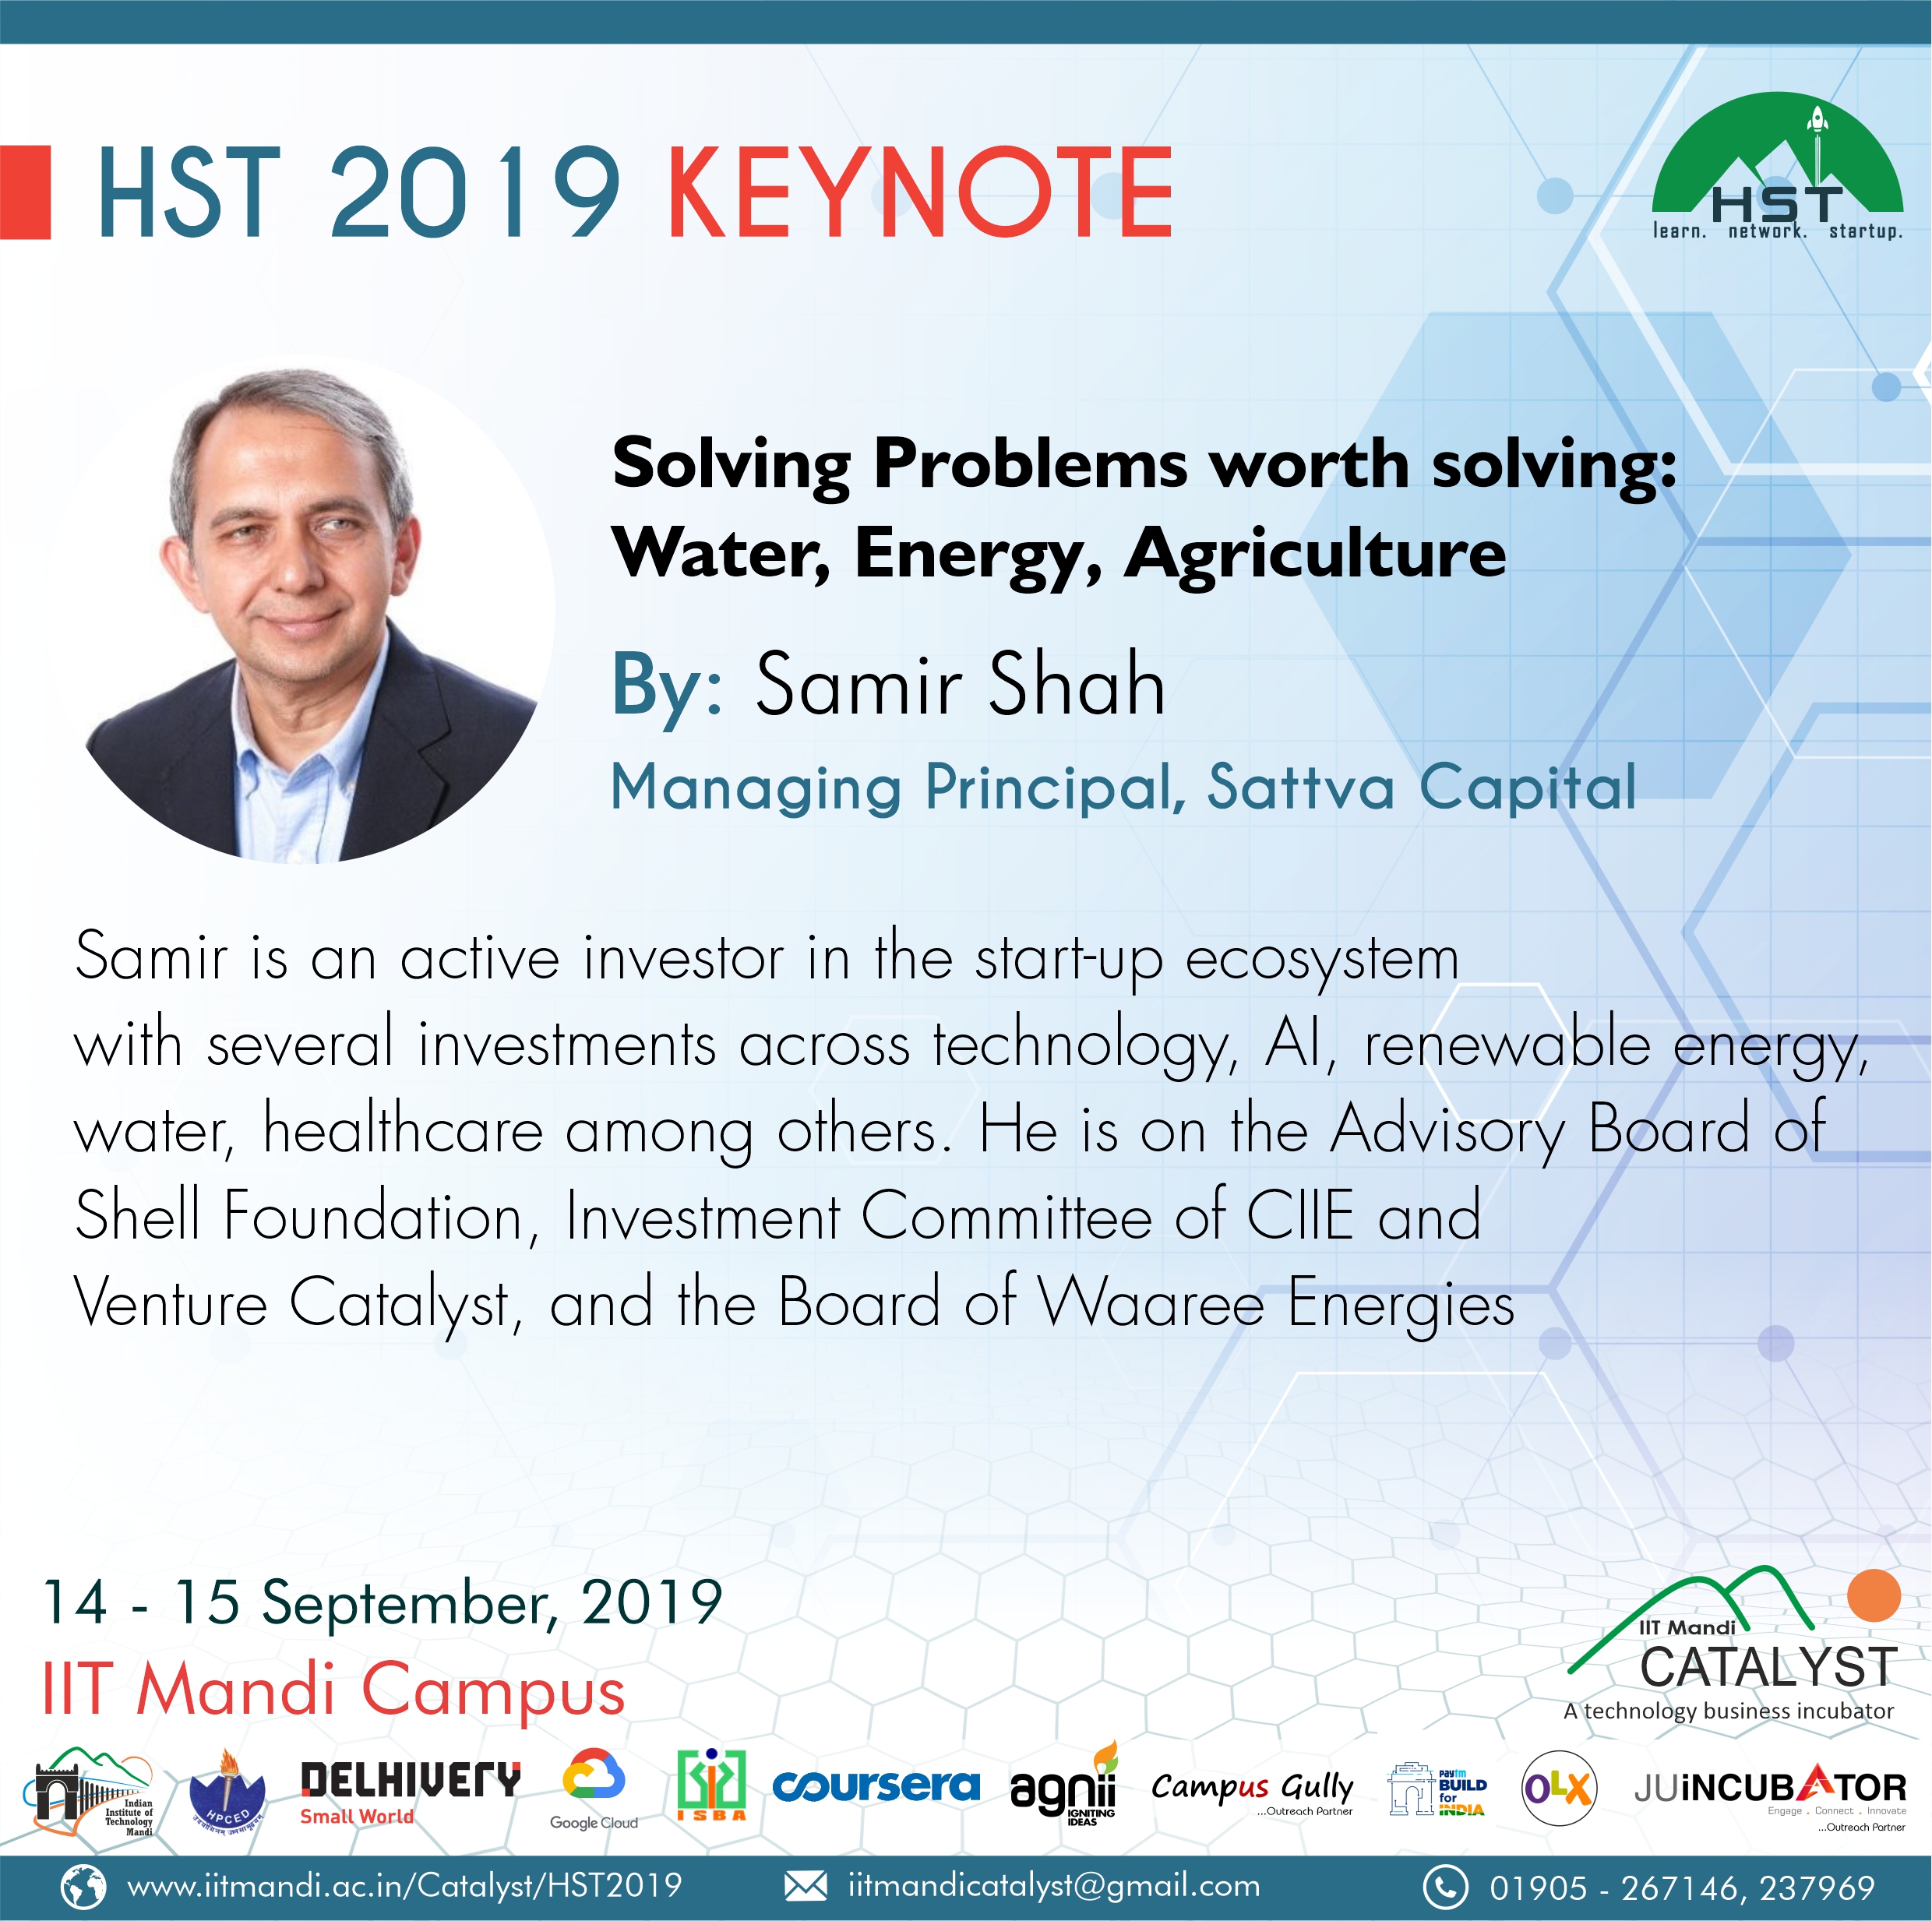 HST 2019 KEYNOTE
HST
learn. network. startup.
Solving Problems worth solving:
Water, Energy, Agriculture
By: Samir Shah
Managing Principal, Sattva Capital
Samir is an active investor in the start-up ecosystem
with several investments across technology, AI, renewable energy,
water, healthcare among others. He is on the Advisory Board of
Shell Foundation, Investment Committee of CIIE and
Venture Catalyst, and the Board of Waaree Energies
14 - 15 September, 2019
IIT Mandi Campus
IIT Mandi
CATALYST
A technology business incubator
Indian
Institute of
Technology
Mandi
HPCED
DELHIVERY
Small World
Google Cloud
ISBA
coursera
agnii
IGNITING
IDEAS
Campus Gully
...Outreach Partner
paytm
BUILD
for
INDIA
OLX
JUiNCUBATOR
Engage . Connect . Innovate
...Outreach Partner
www.iitmandi.ac.in/Catalyst/HST2019
iitmandicatalyst@gmail.com
01905 - 267146, 237969